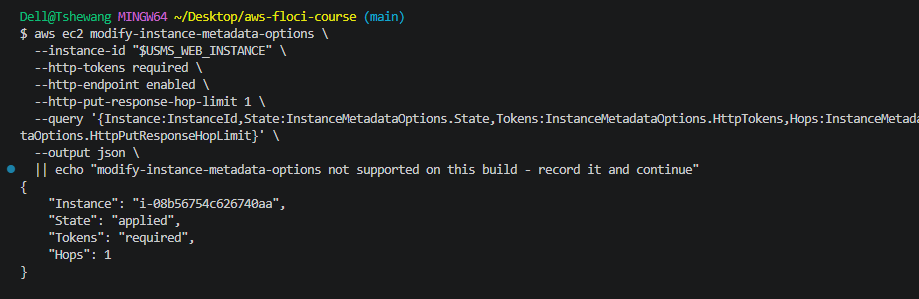 Dell@Tshewang MINGW64 ~/Desktop/aws-floci-course (main)
$ aws ec2 modify-instance-metadata-options \
  --instance-id "$USMS_WEB_INSTANCE" \
  --http-tokens required \
  --http-endpoint enabled \
  --http-put-response-hop-limit 1 \
  --query '{Instance:InstanceId,State:InstanceMetadataOptions.State,Tokens:InstanceMetadataOptions.HttpTokens,Hops:InstanceMetada
taOptions.HttpPutResponseHopLimit}' \
  --output json \
  || echo "modify-instance-metadata-options not supported on this build - record it and continue"
{
    "Instance": "i-08b56754c626740aa",
    "State": "applied",
    "Tokens": "required",
    "Hops": 1
}